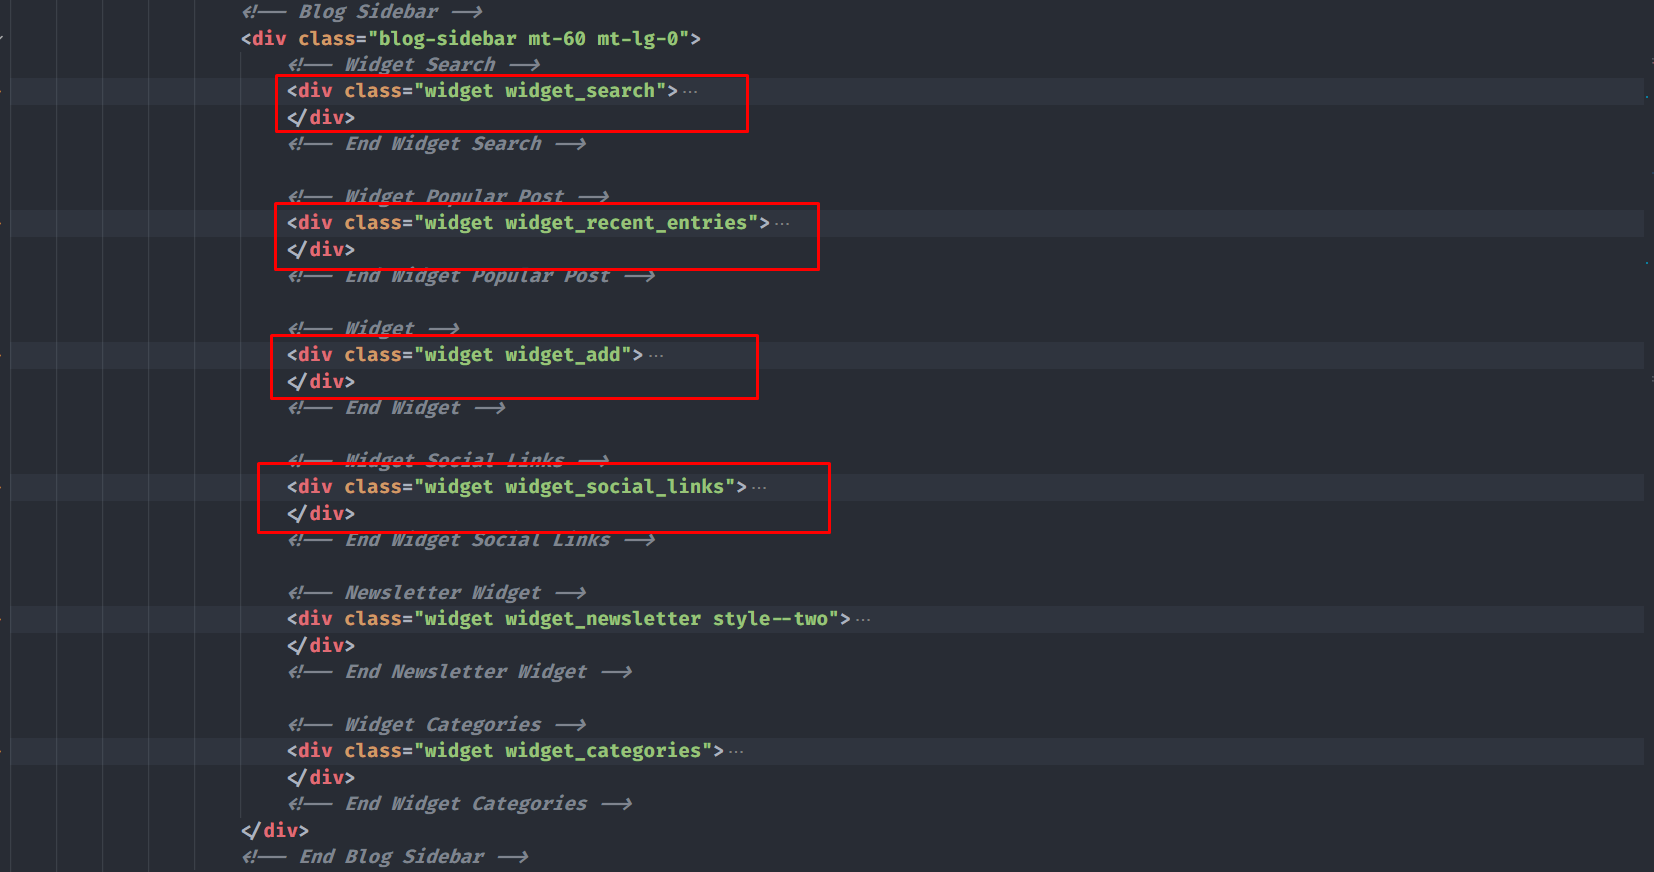 <!-- Blog Sidebar -->
<div class="blog-sidebar mt-60 mt-lg-0">
<!-- Widget Search -->
<div class="widget widget_search">...
</div>
<!-- End Widget Search -->
<!-- Widget Popular Post -->
<div class="widget widget_recent_entries">...
</div>
<!-- End Widget Popular Post -->
<!-- Widget -->
<div class="widget widget_add">...
</div>
<!-- End Widget -->
<!-- Widget Social Links -->
<div class="widget widget_social_links">...
</div>
<!-- End Widget Social Links -->
<!-- Newsletter Widget -->
<div class="widget widget_newsletter style--two">...
</div>
<!-- End Newsletter Widget -->
<!-- Widget Categories -->
<div class="widget widget_categories">...
</div>
<!-- End Widget Categories -->
</div>
<!-- End Blog Sidebar -->